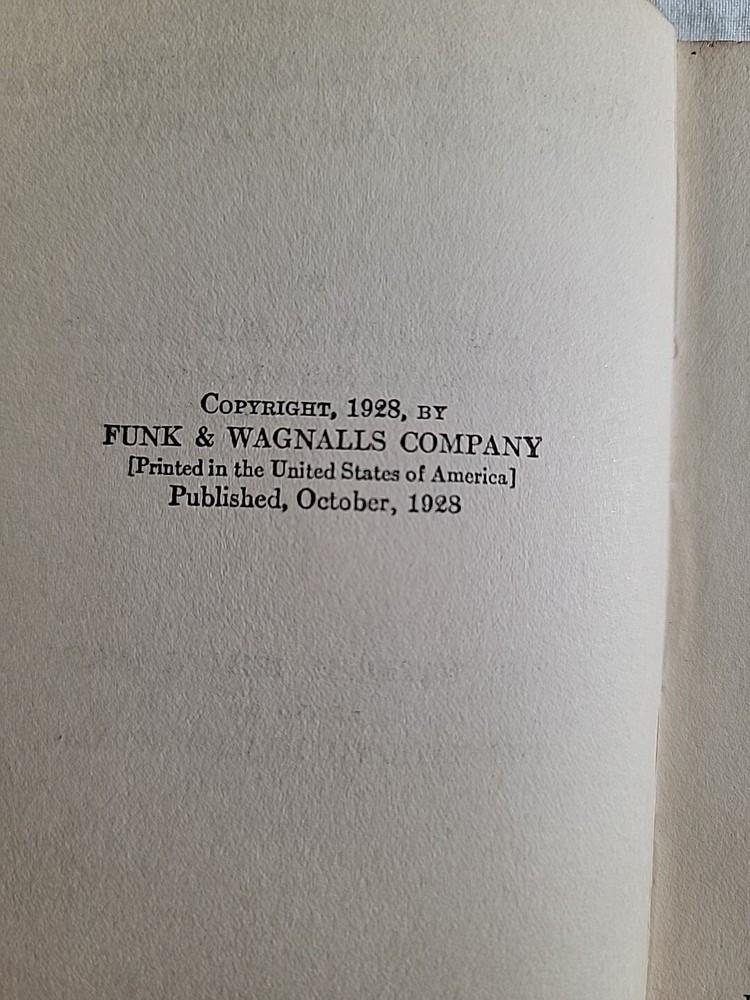 COPYRIGHT, 1928, BY
FUNK & WAGNALLS COMPANY
[Printed in the United States of America]
Published, October, 1928